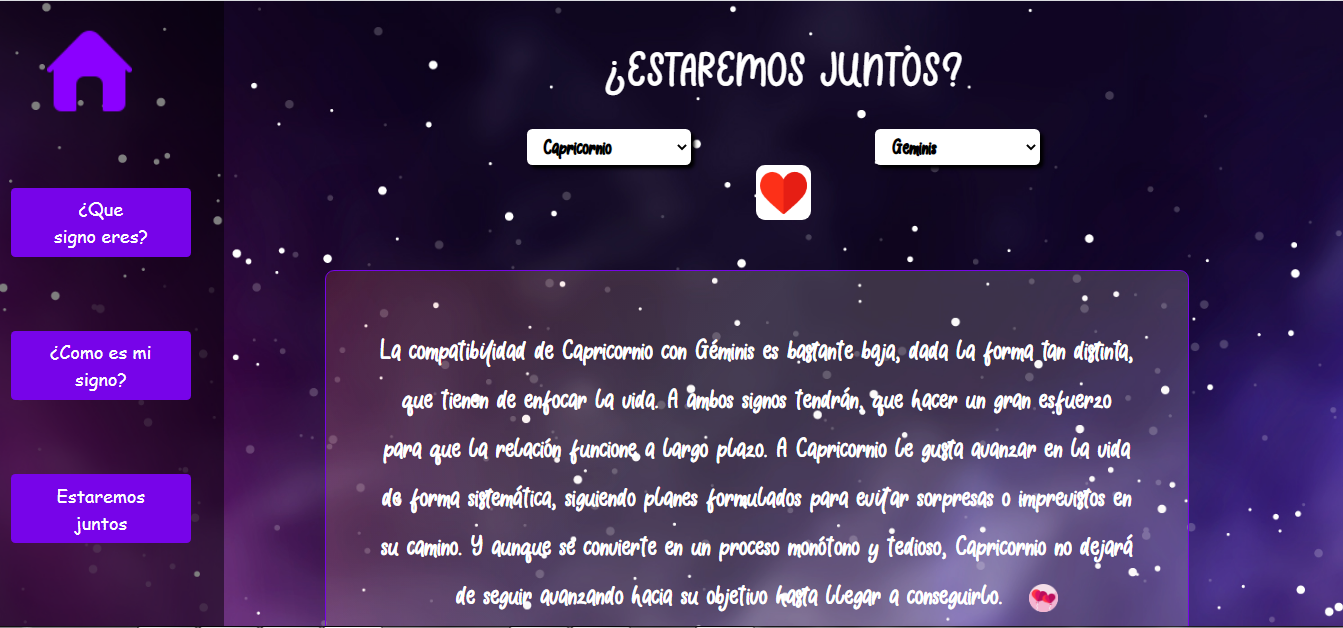 ¿ESTAREMOS JUNTOS?
Capricornio
Geminis
¿Que
signo eres?
¿Como es mi
signo?
Estaremos
juntos
La compatibilidad de Capricornio con Géminis es bastante baja, dada la forma tan distinta,
que tienen de enfocar la vida. A ambos signos tendrán, que hacer un gran esfuerzo
para que la relación funcione a largo plazo. A Capricornio le gusta avanzar en la vida
de forma sistemática, siguiendo planes formulados para evitar sorpresas o imprevistos en
su camino. Y aunque se convierte en un proceso monótono y tedioso, Capricornio no dejará
de seguir avanzando hacia su objetivo hasta llegar a conseguirlo.